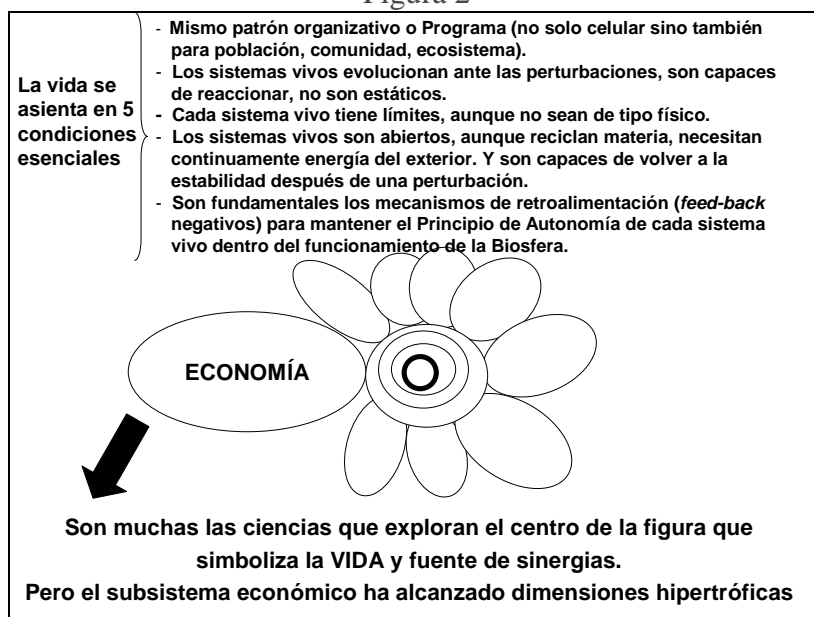 Figura 2
La vida se
asienta en 5
condiciones
esenciales
- Mismo patrón organizativo o Programa (no solo celular sino también
para población, comunidad, ecosistema).
- Los sistemas vivos evolucionan ante las perturbaciones, son capaces
de reaccionar, no son estáticos.
- Cada sistema vivo tiene límites, aunque no sean de tipo físico.
- Los sistemas vivos son abiertos, aunque reciclan materia, necesitan
continuamente energía del exterior. Y son capaces de volver a la
estabilidad después de una perturbación.
- Son fundamentales los mecanismos de retroalimentación (feed-back
negativos) para mantener el Principio de Autonomía de cada sistema
vivo dentro del funcionamiento de la Biosfera.
ECONOMÍA
Son muchas las ciencias que exploran el centro de la figura que
simboliza la VIDA y fuente de sinergias.
Pero el subsistema económico ha alcanzado dimensiones hipertróficas